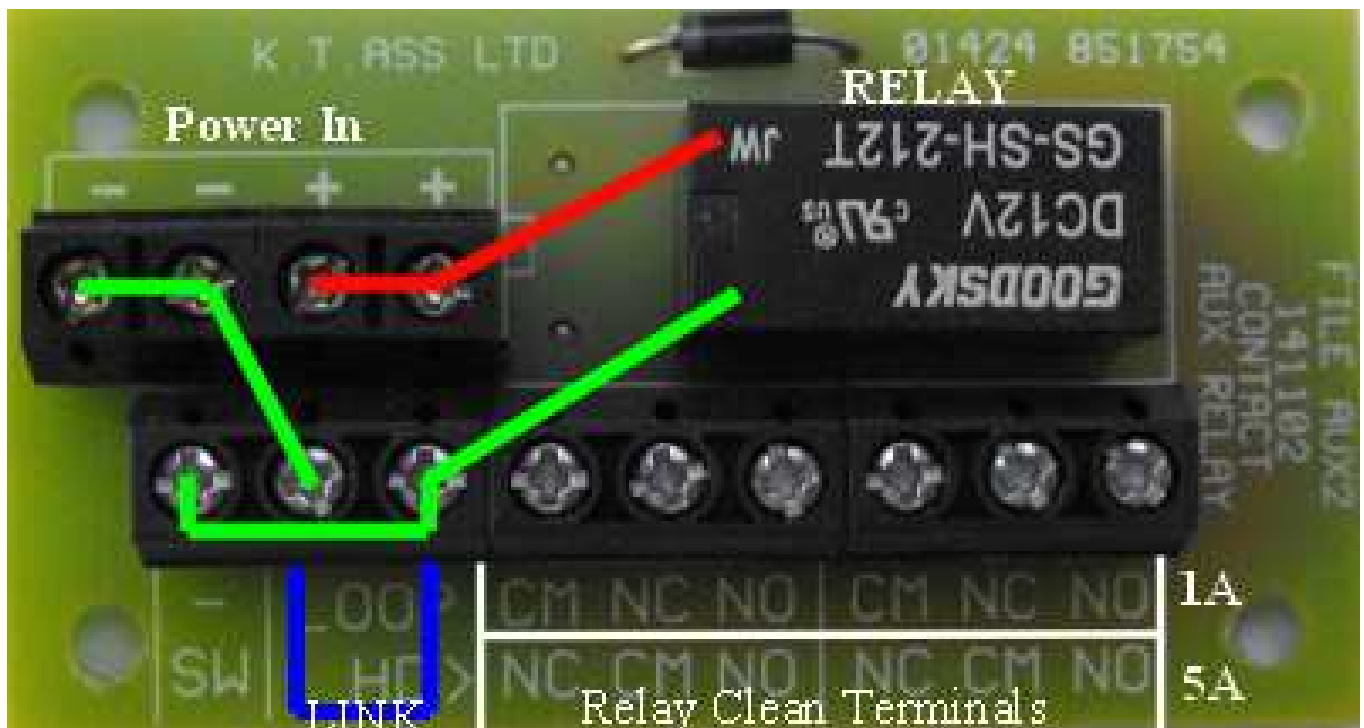 K.T.ASS LTD
01424 851754
Power In
- - + +
RELAY
JW GS-SH-212T
DC12V
c RU® US
GOODSKY
FILE AUX2
141102
CONTACT
AUX RELAY
- LOOP CM NC NO CM NC NO 1A
SW HD> NC CM NO NC CM NO 5A
LINK
Relay Clean Terminals